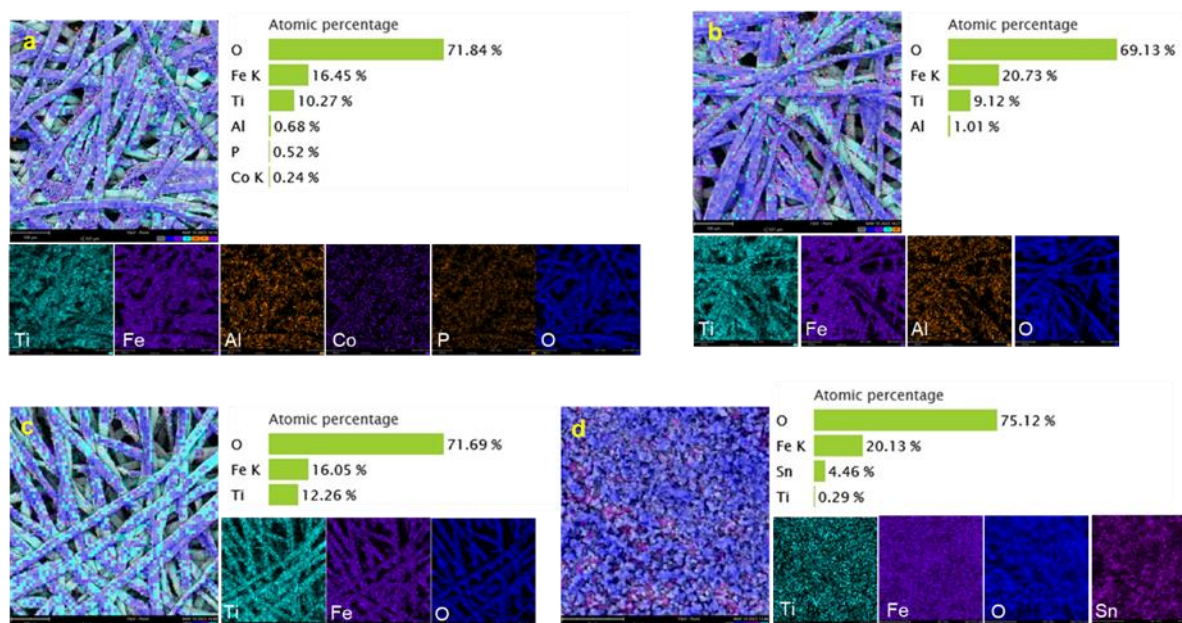 a
Atomic percentage
O 71.84 %
Fe K 16.45 %
Ti 10.27 %
Al 0.68 %
P 0.52 %
Co K 0.24 %
Ti Fe Al Co P O
b
Atomic percentage
O 69.13 %
Fe K 20.73 %
Ti 9.12 %
Al 1.01 %
Ti Fe Al O
c
Atomic percentage
O 71.69 %
Fe K 16.05 %
Ti 12.26 %
Ti Fe O
d
Atomic percentage
O 75.12 %
Fe K 20.13 %
Sn 4.46 %
Ti 0.29 %
Ti Fe O Sn